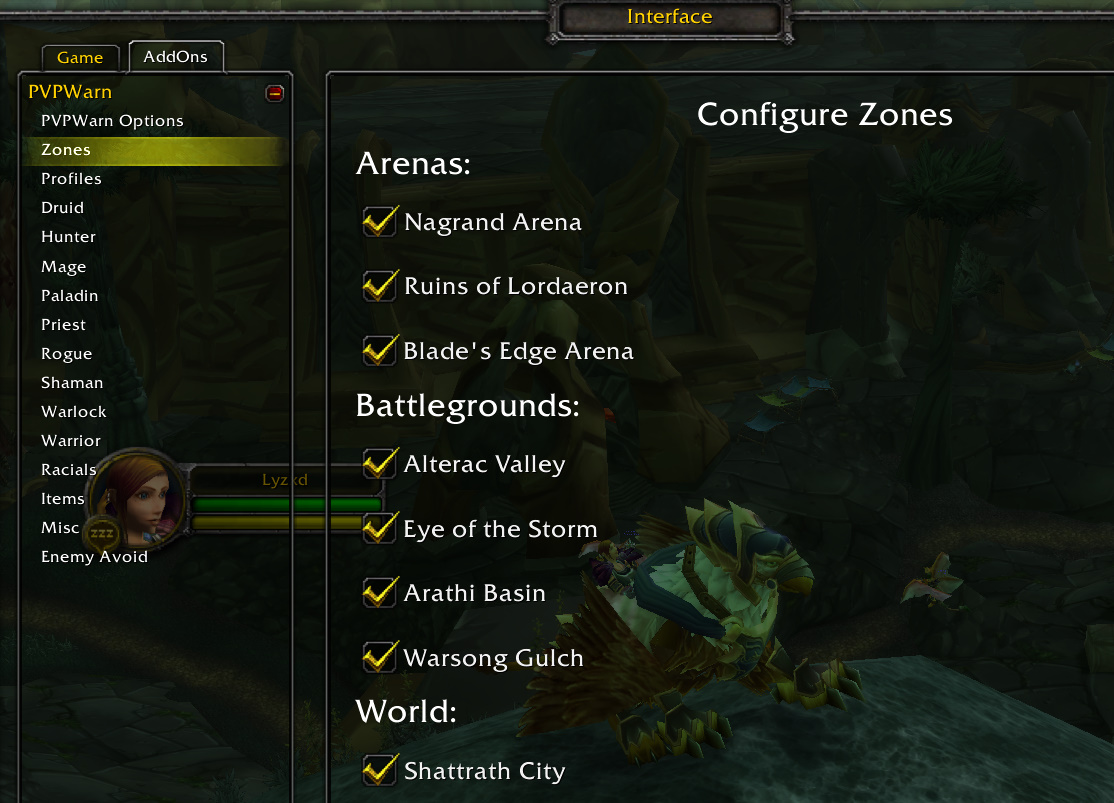 Interface
Game
AddOns
PVPWarn
PVPWarn Options
Zones
Profiles
Druid
Hunter
Mage
Paladin
Priest
Rogue
Shaman
Warlock
Warrior
Racials
Items
Misc
Enemy Avoid
zzz
Configure Zones
Arenas:
Nagrand Arena
Ruins of Lordaeron
Blade's Edge Arena
Battlegrounds:
Alterac Valley
Eye of the Storm
Arathi Basin
Warsong Gulch
World:
Shattrath City